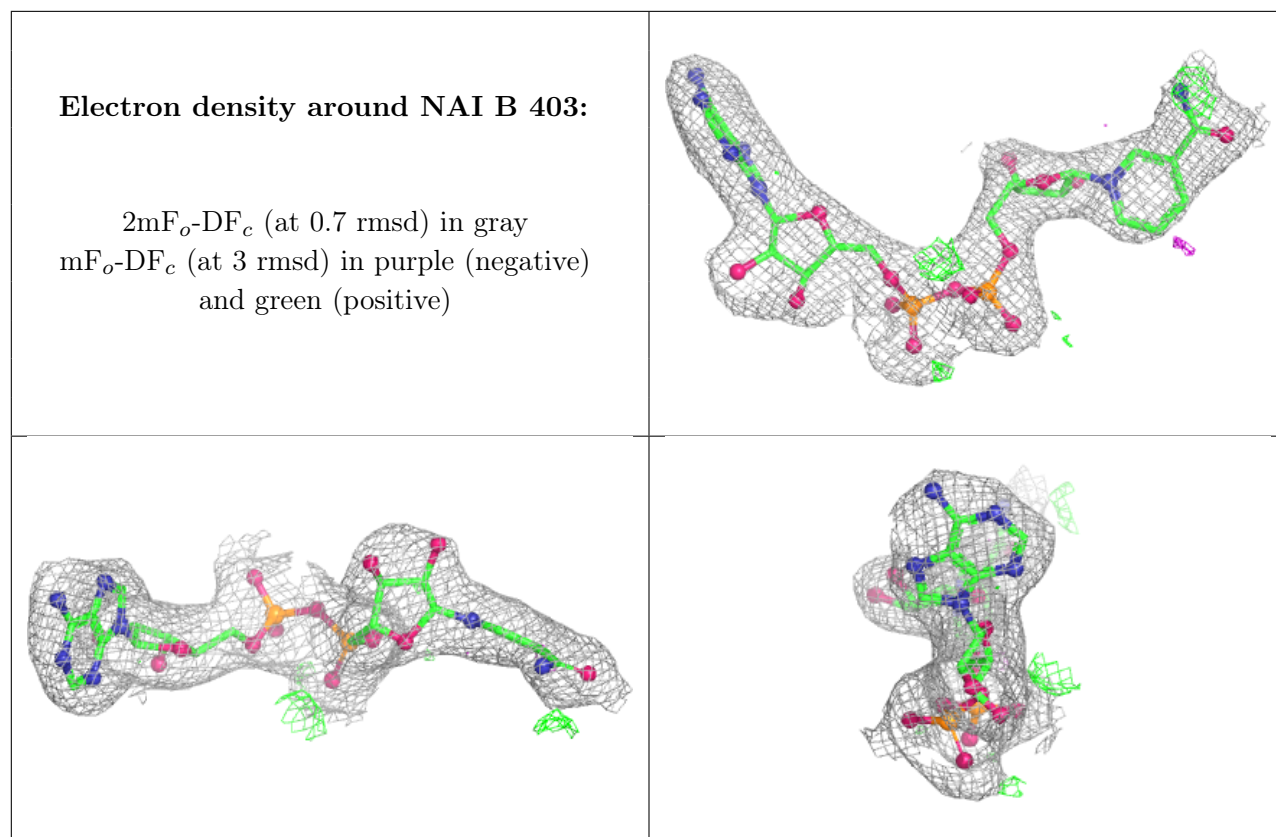 Electron density around NAI B 403:
2mFo-DFc (at 0.7 rmsd) in gray
mFo-DFc (at 3 rmsd) in purple (negative)
and green (positive)